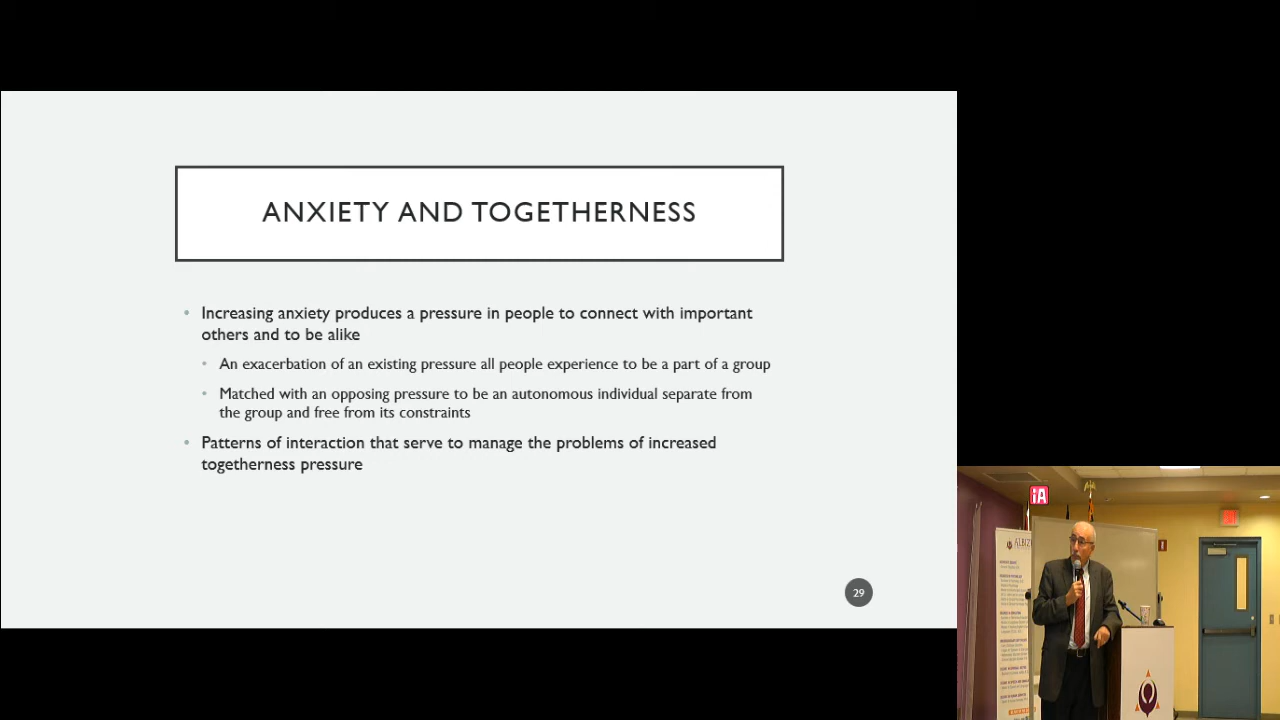 ANXIETY AND TOGETHERNESS
• Increasing anxiety produces a pressure in people to connect with important
others and to be alike
• An exacerbation of an existing pressure all people experience to be a part of a group
• Matched with an opposing pressure to be an autonomous individual separate from
the group and free from its constraints
• Patterns of interaction that serve to manage the problems of increased
togetherness pressure
29
iA
ALBIZ